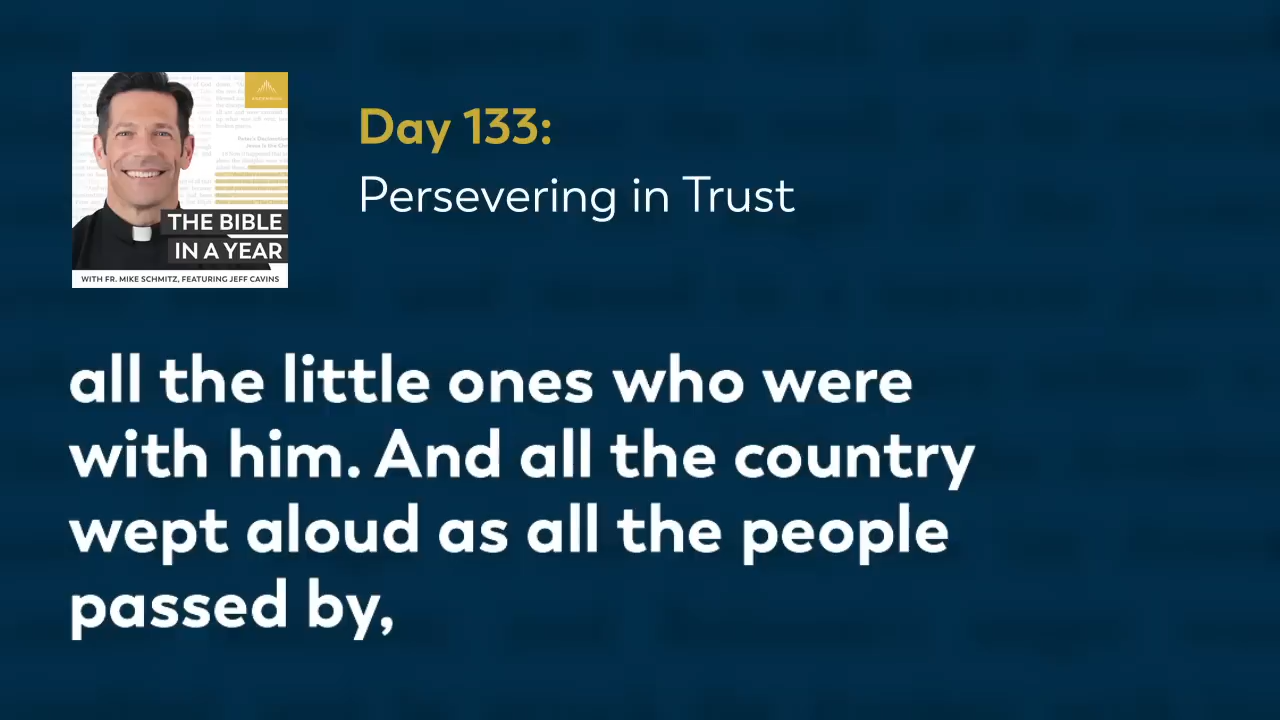 Day 133:
Persevering in Trust
THE BIBLE
IN A YEAR
WITH FR. MIKE SCHMITZ, FEATURING JEFF CAVINS
all the little ones who were
with him. And all the country
wept aloud as all the people
passed by,